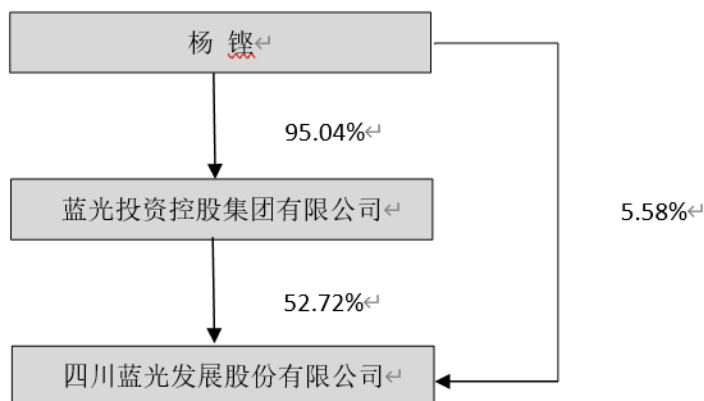 杨 铿
95.04%
蓝光投资控股集团有限公司
5.58%
52.72%
四川蓝光发展股份有限公司